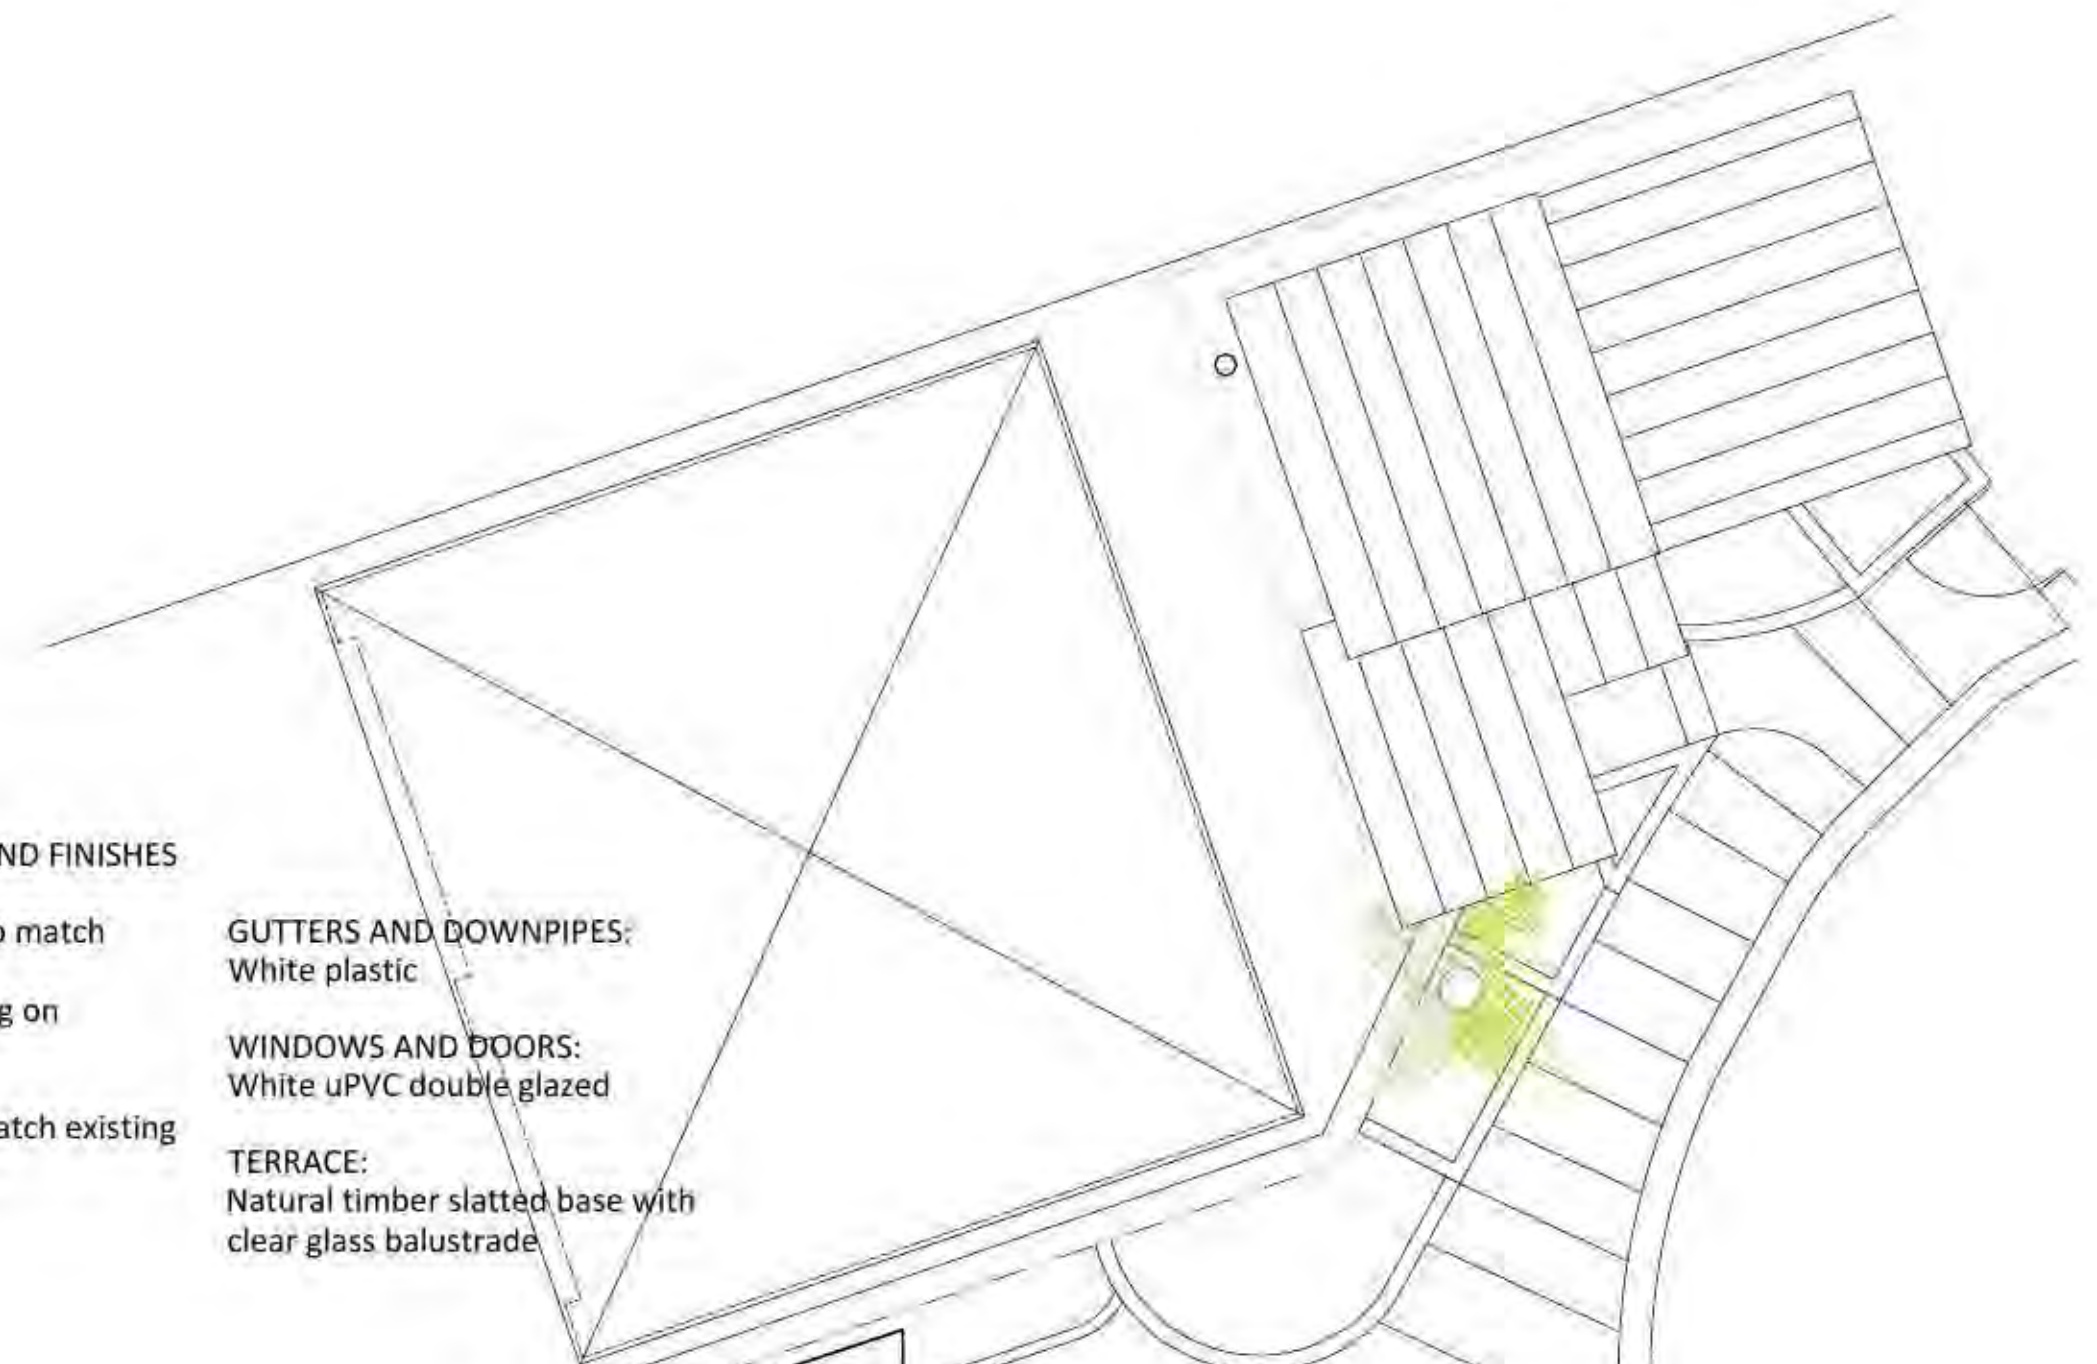 ND FINISHES
o match
g on
atch existing
GUTTERS AND DOWNPIPES:
White plastic
WINDOWS AND DOORS:
White uPVC double glazed
TERRACE:
Natural timber slatted base with
clear glass balustrade